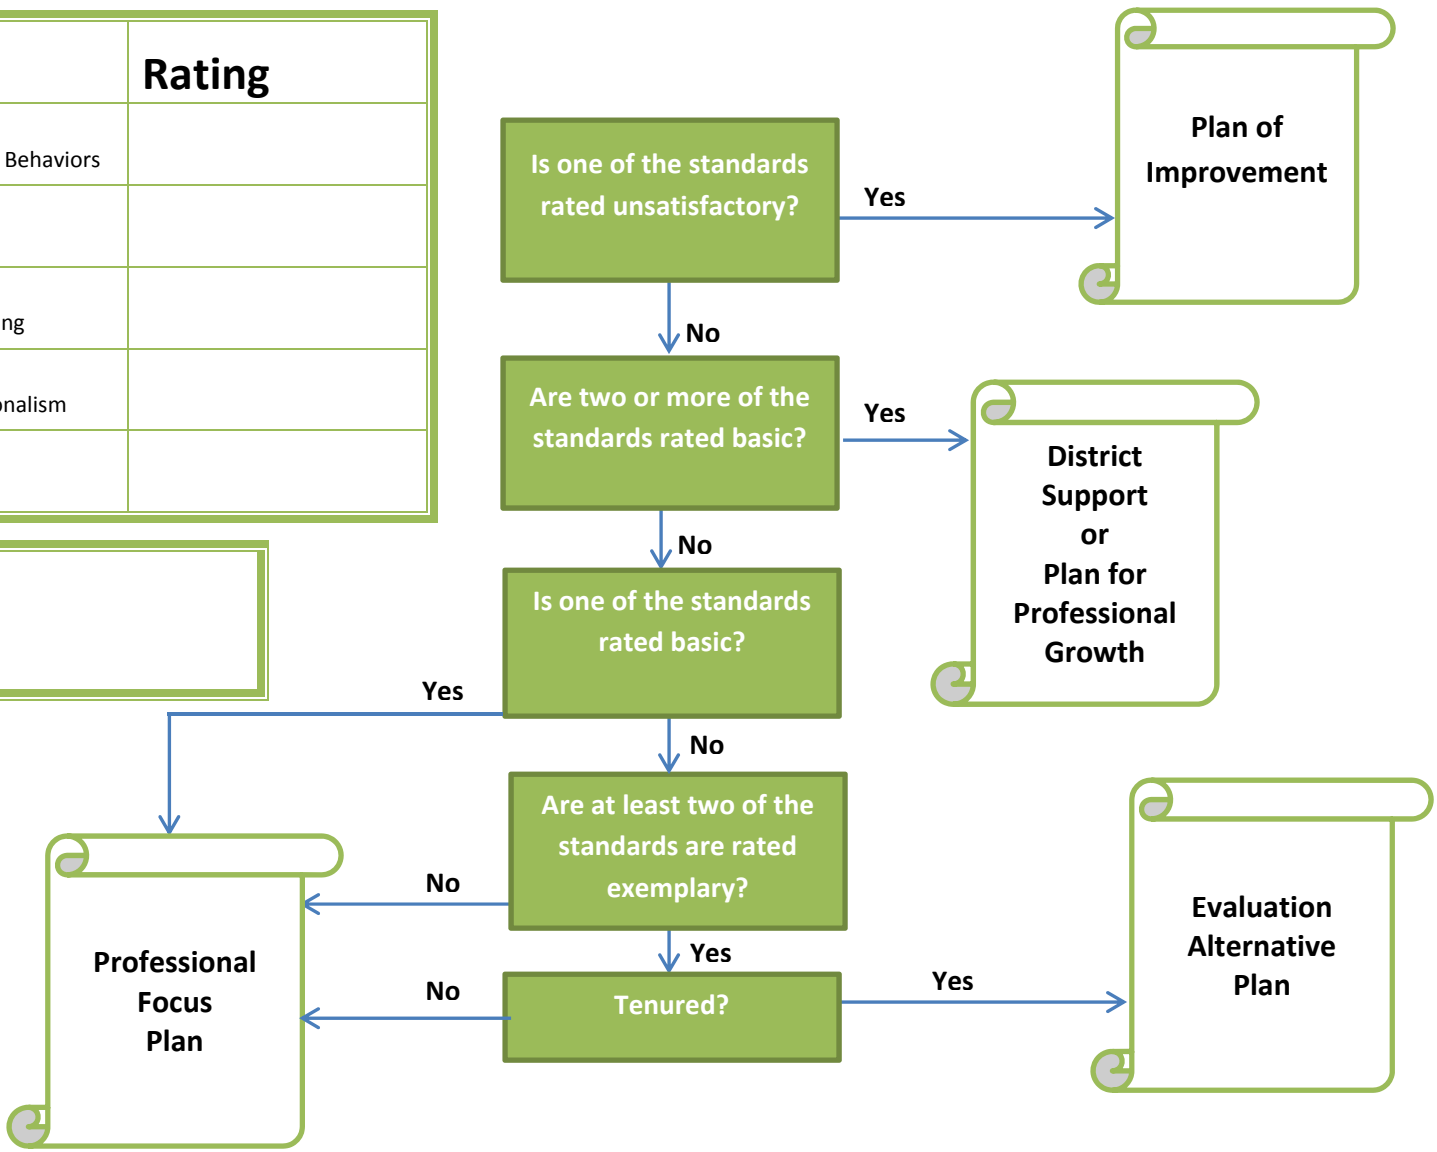 Rating
Behaviors
ng
onalism
Is one of the standards
rated unsatisfactory?
Yes
Plan of
Improvement
No
Are two or more of the
standards rated basic?
Yes
District
Support
or
Plan for
Professional
Growth
No
Is one of the standards
rated basic?
Yes
No
Are at least two of the
standards are rated
exemplary?
No
Yes
Professional
Focus
Plan
No
Tenured?
Yes
Evaluation
Alternative
Plan